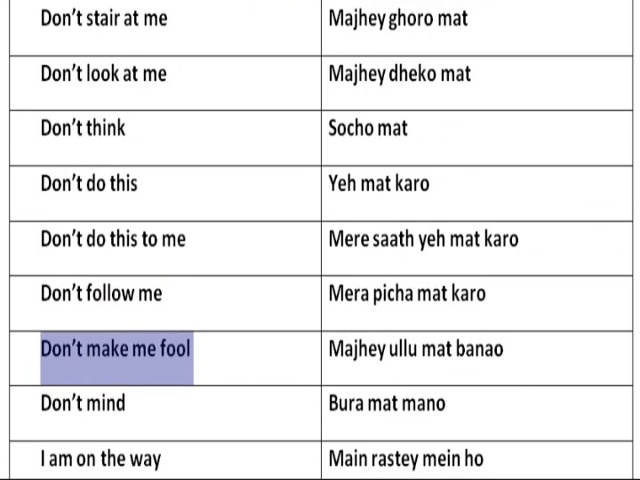 Don't stair at me Majhey ghoro mat
Don't look at me Majhey dheko mat
Don't think Socho mat
Don't do this Yeh mat karo
Don't do this to me Mere saath yeh mat karo
Don't follow me Mera picha mat karo
Don't make me fool Majhey ullu mat banao
Don't mind Bura mat mano
I am on the way Main rastey mein ho